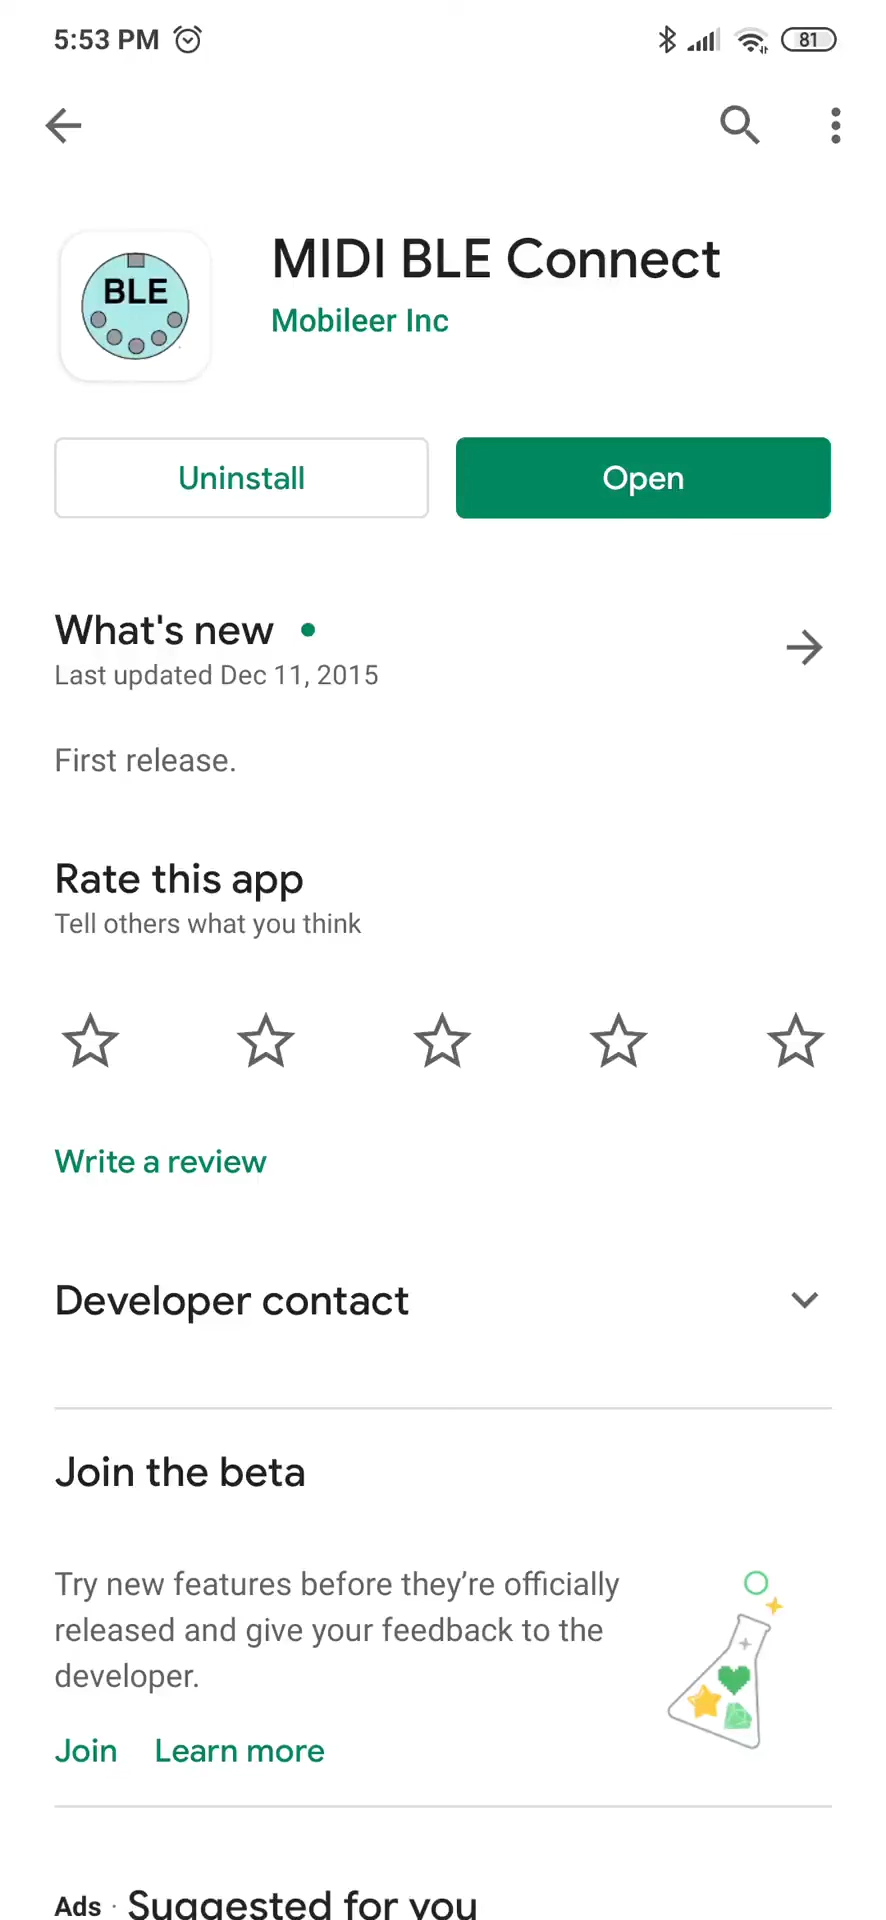 5:53 PM 81
BLE
MIDI BLE Connect
Mobileer Inc
Uninstall Open
What's new
Last updated Dec 11, 2015
First release.
Rate this app
Tell others what you think
Write a review
Developer contact
Join the beta
Try new features before they’re officially
released and give your feedback to the
developer.
Join Learn more
Ads · Suggested for you